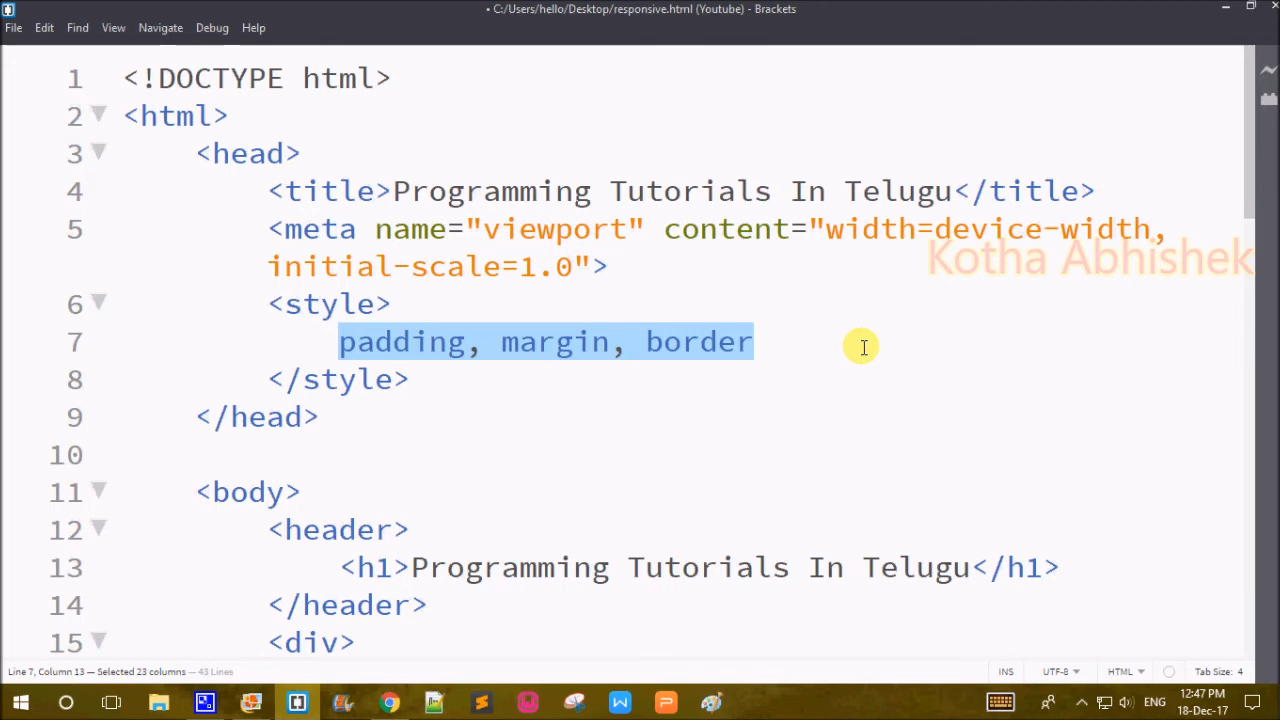 • C:/Users/hello/Desktop/responsive.html (Youtube) - Brackets
File Edit Find View Navigate Debug Help
1 <!DOCTYPE html>
2 <html>
3 <head>
4 <title>Programming Tutorials In Telugu</title>
5 <meta name="viewport" content="width=device-width,
initial-scale=1.0">
Kotha Abhishek
6 <style>
7 padding, margin, border
8 </style>
9 </head>
10
11 <body>
12 <header>
13 <h1>Programming Tutorials In Telugu</h1>
14 </header>
15 <div>
Line 7, Column 13 — Selected 23 columns — 43 Lines INS UTF-8 HTML Tab Size: 4
ENG 12:47 PM
18-Dec-17